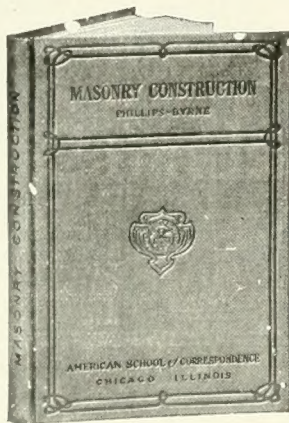 MASONRY CONSTRUCTION
MASONRY CONSTRUCTION
PHILLIPS-BYRNE
AMERICAN SCHOOL of CORRESPONDENCE
CHICAGO ILLINOIS